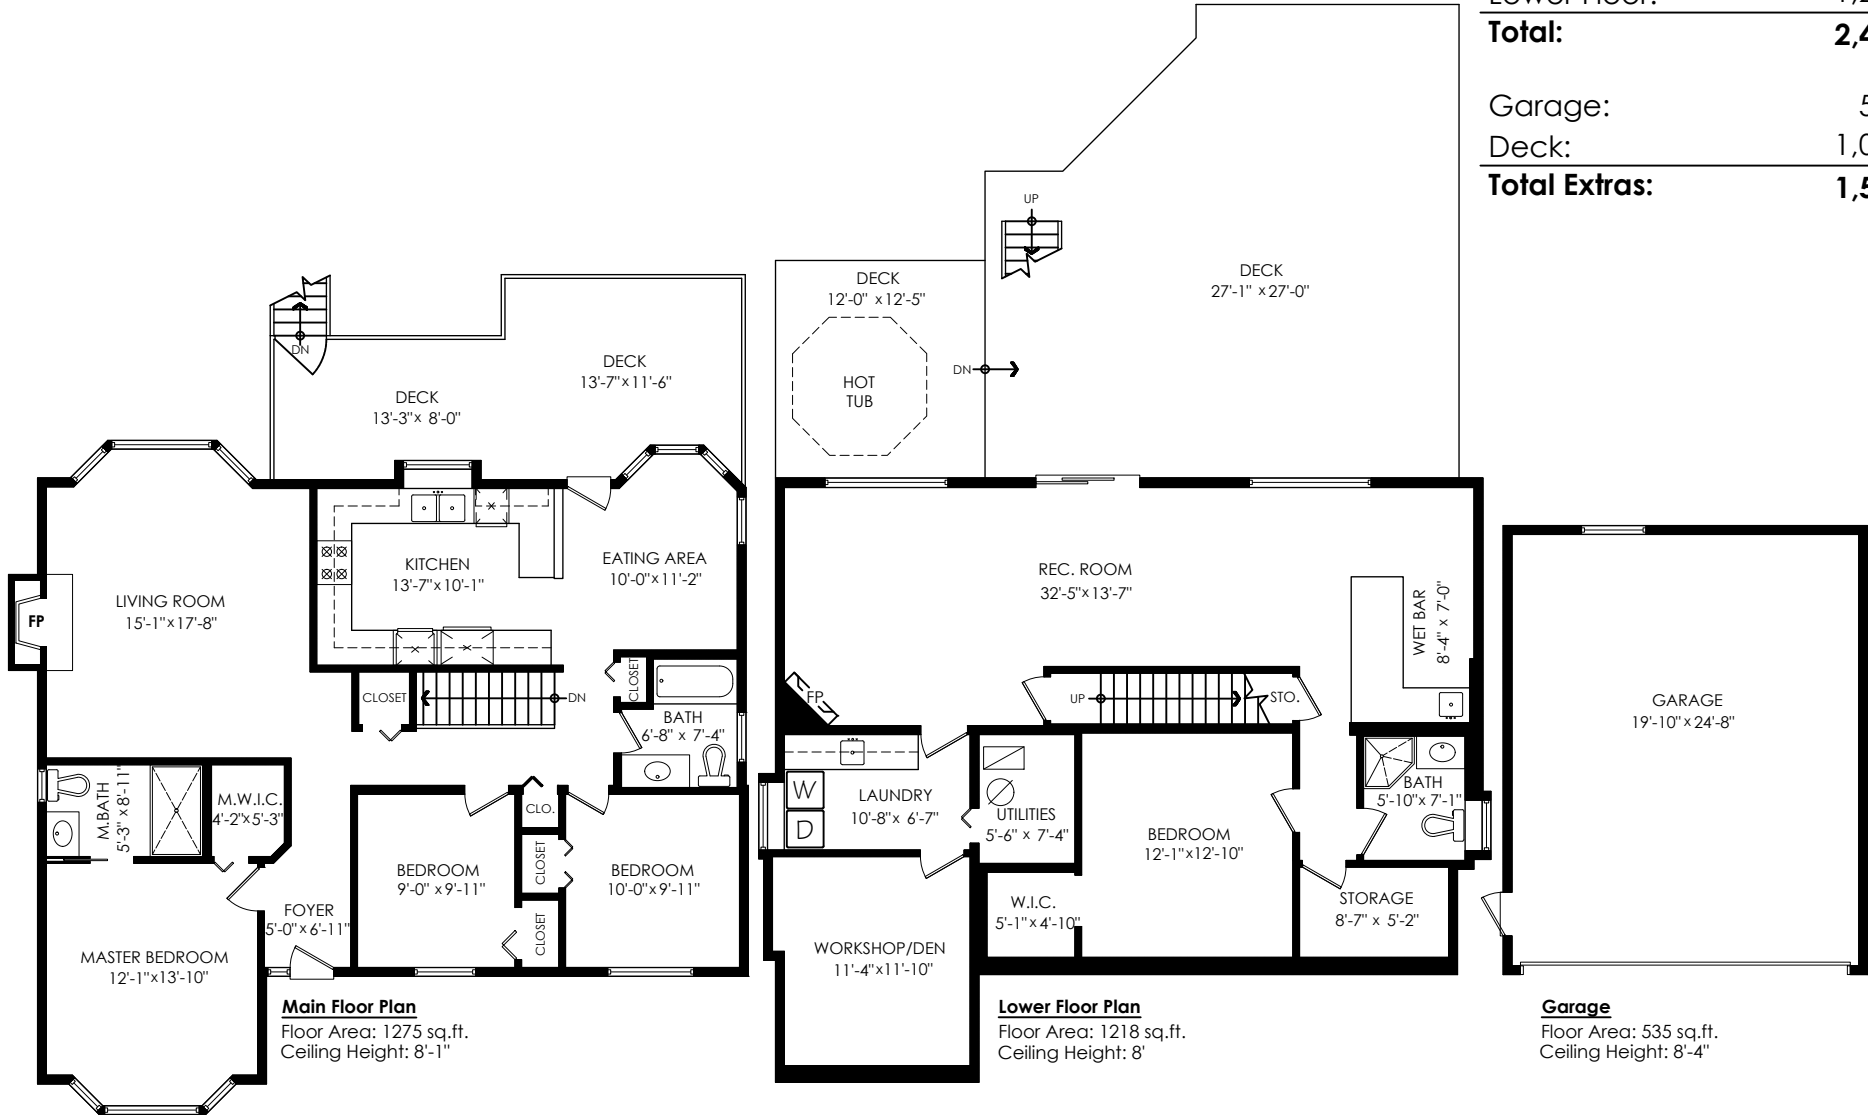 Total:
Garage:
Deck:
Total Extras:
DN
DECK
13'-3" x 8'-0"
DECK
13'-7" x 11'-6"
LIVING ROOM
15'-1" x 17'-8"
FP
KITCHEN
13'-7" x 10'-1"
EATING AREA
10'-0" x 11'-2"
CLOSET
DN
CLOSET
BATH
6'-8" x 7'-4"
M.BATH
5'-3" x 8'-11"
M.W.I.C.
4'-2" x 5'-3"
CLO.
CLOSET
CLOSET
BEDROOM
9'-0" x 9'-11"
BEDROOM
10'-0" x 9'-11"
FOYER
5'-0" x 6'-11"
MASTER BEDROOM
12'-1" x 13'-10"
Main Floor Plan
Floor Area: 1275 sq.ft.
Ceiling Height: 8'-1"
UP
DECK
12'-0" x 12'-5"
HOT
TUB
DN
DECK
27'-1" x 27'-0"
REC. ROOM
32'-5" x 13'-7"
WET BAR
8'-4" x 7'-0"
FP
UP
STO.
W
D
LAUNDRY
10'-8" x 6'-7"
UTILITIES
5'-6" x 7'-4"
BEDROOM
12'-1" x 12'-10"
BATH
5'-10" x 7'-1"
W.I.C.
5'-1" x 4'-10"
STORAGE
8'-7" x 5'-2"
WORKSHOP/DEN
11'-4" x 11'-10"
Lower Floor Plan
Floor Area: 1218 sq.ft.
Ceiling Height: 8'
GARAGE
19'-10" x 24'-8"
Garage
Floor Area: 535 sq.ft.
Ceiling Height: 8'-4"